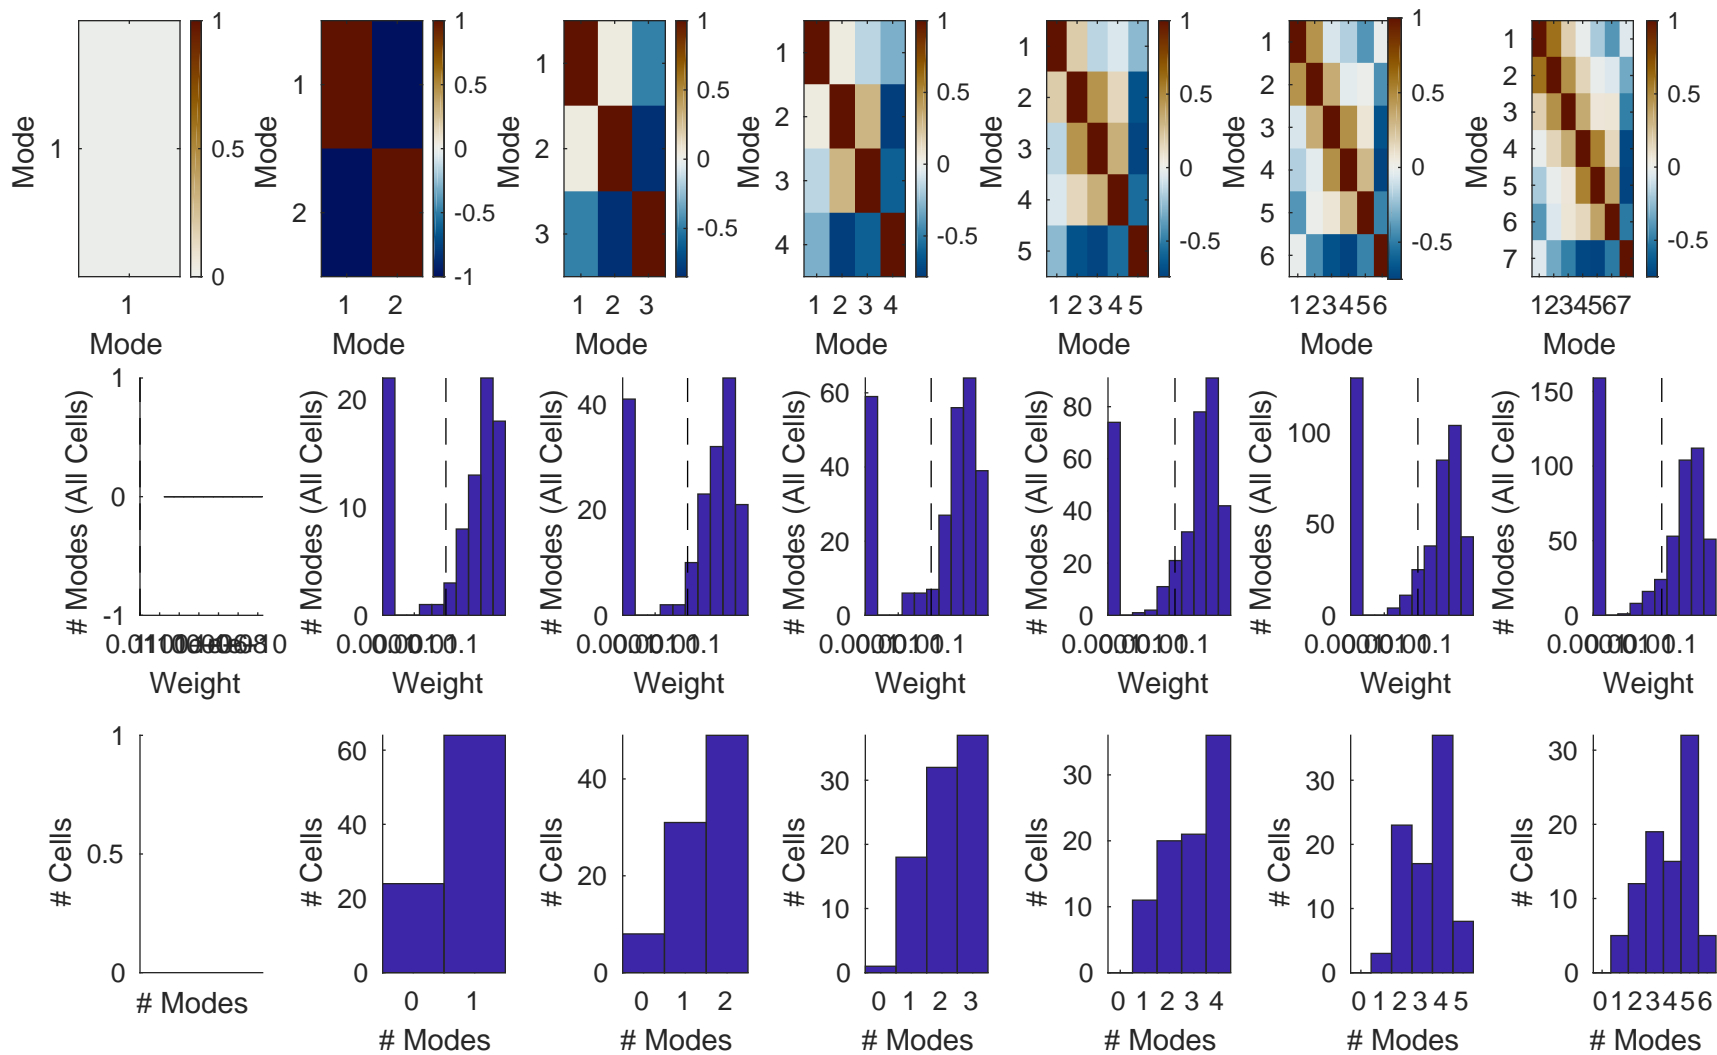 1
0.5
0
Mode
1
1
Mode
1
0.5
0
-0.5
-1
Mode
1
2
1 2
Mode
1
0.5
0
-0.5
Mode
1
2
3
1 2 3
Mode
1
0.5
0
-0.5
Mode
1
2
3
4
1 2 3 4
Mode
1
0.5
0
-0.5
Mode
1
2
3
4
5
1 2 3 4 5
Mode
1
0.5
0
-0.5
Mode
1
2
3
4
5
6
123456
Mode
1
0.5
0
-0.5
Mode
1
2
3
4
5
6
7
1234567
Mode
# Modes (All Cells)
1
0
-1
Weight
# Modes (All Cells)
20
10
0
Weight
# Modes (All Cells)
40
20
0
Weight
# Modes (All Cells)
60
40
20
0
Weight
# Modes (All Cells)
80
60
40
20
0
Weight
# Modes (All Cells)
100
50
0
Weight
# Modes (All Cells)
150
100
50
0
Weight
# Cells
1
0.5
0
# Modes
# Cells
60
40
20
0
0 1
# Modes
# Cells
40
20
0
0 1 2
# Modes
# Cells
30
20
10
0
0 1 2 3
# Modes
# Cells
30
20
10
0
0 1 2 3 4
# Modes
# Cells
30
20
10
0
0 1 2 3 4 5
# Modes
# Cells
30
20
10
0
0123456
# Modes